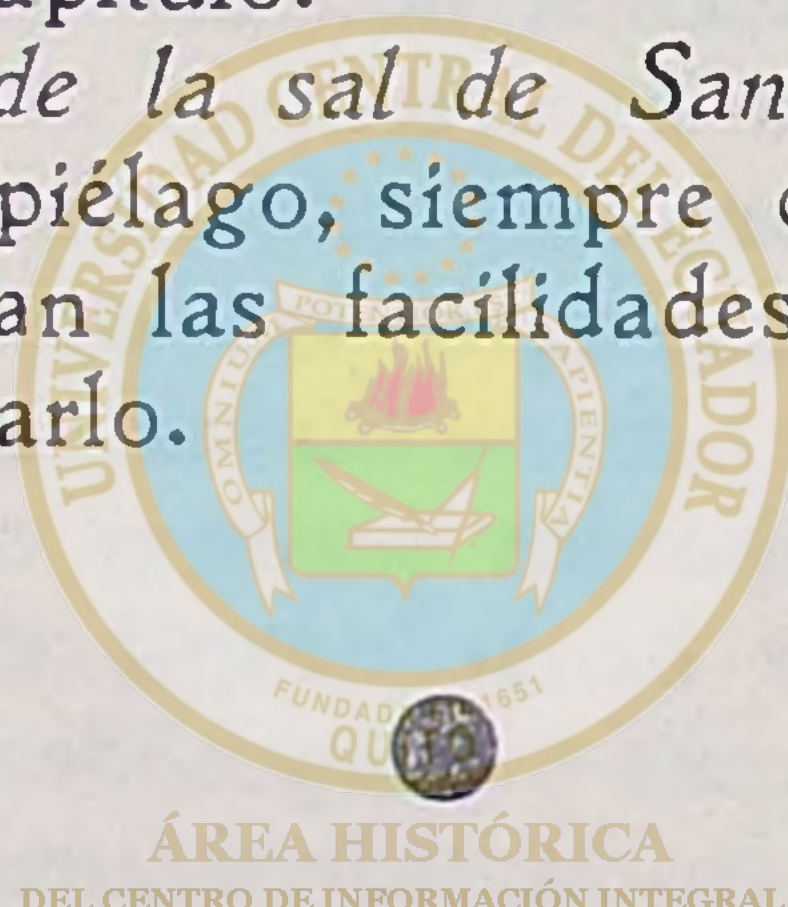 apítulo.
de la sal de San
piélago, siempre
an las facilidades
arlo.
UNIVERSIDAD CENTRAL DEL ECUADOR
OMNIUM POTENTIOR EST SAPIENTIA
FUNDADA EN 1651
QUITO
ÁREA HISTÓRICA
DEL CENTRO DE INFORMACIÓN INTEGRAL